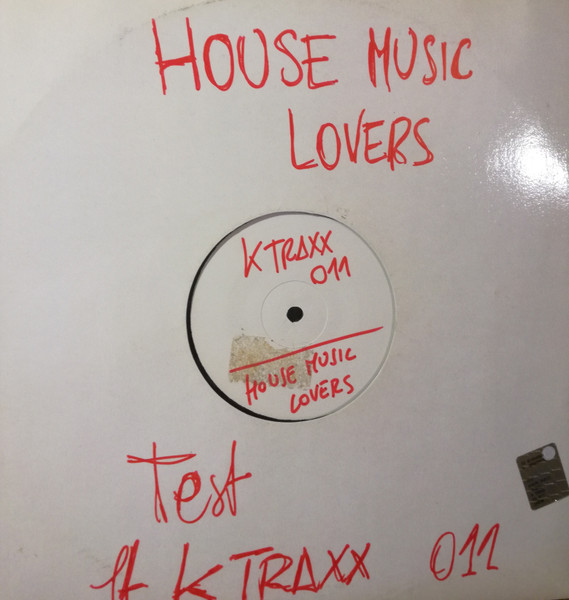 HOUSE MUSIC
LOVERS
K TRAXX
011
HOUSE MUSIC
LOVERS
Test
K TRAXX 011